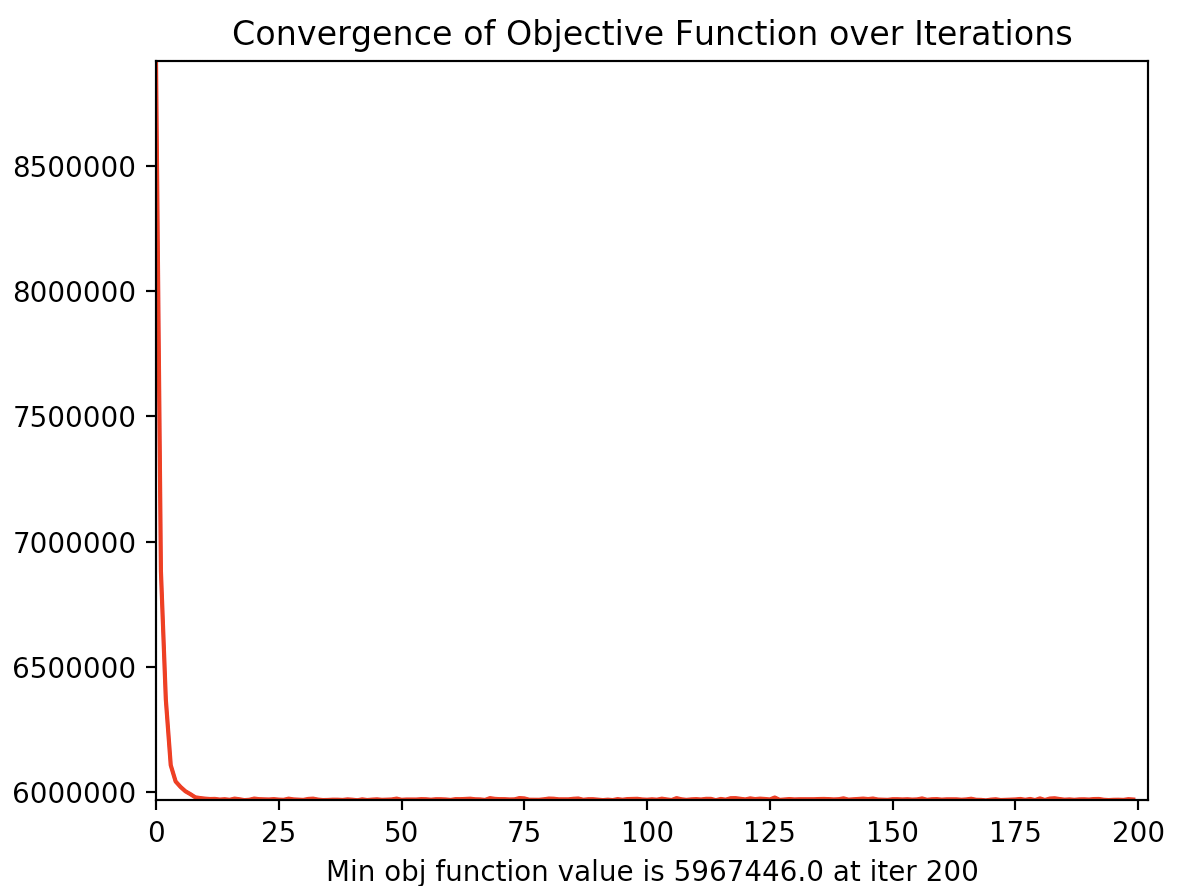 Convergence of Objective Function over Iterations
8500000
8000000
7500000
7000000
6500000
6000000
0 25 50 75 100 125 150 175 200
Min obj function value is 5967446.0 at iter 200